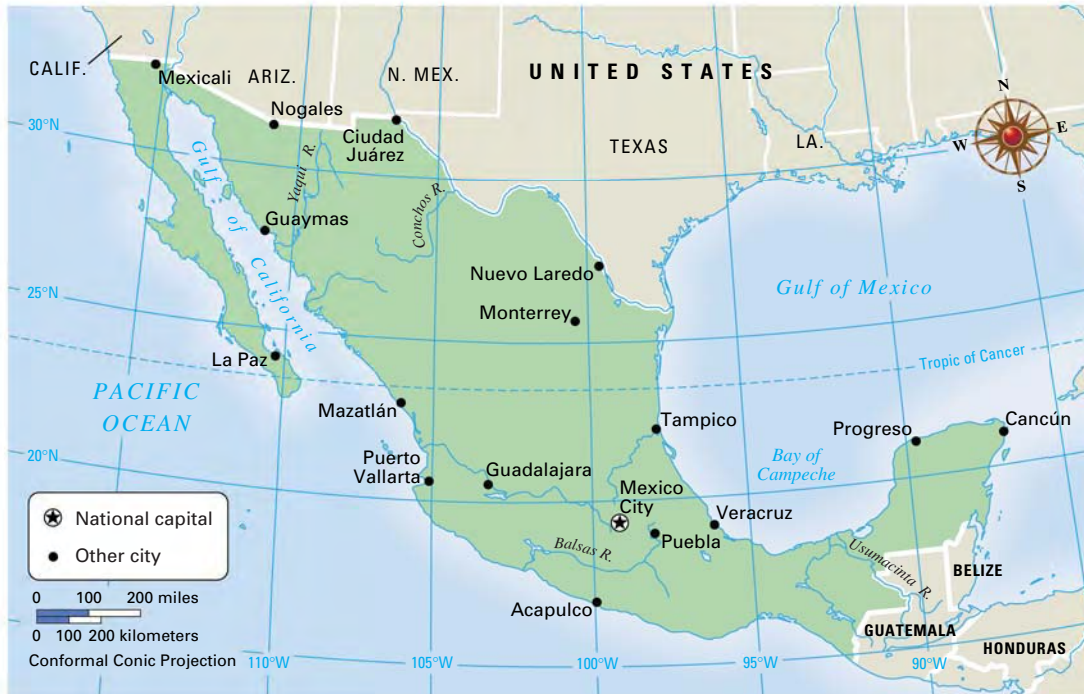 CALIF.
Mexicali
ARIZ.
N. MEX.
UNITED STATES
N
E
W
S
30°N
Nogales
Ciudad
Juárez
TEXAS
LA.
Gulf of California
Yaqui R.
Conchos R.
Guaymas
Nuevo Laredo
Monterrey
Gulf of Mexico
25°N
La Paz
Tropic of Cancer
PACIFIC
OCEAN
Mazatlán
Tampico
Progreso
Cancún
20°N
Puerto
Vallarta
Guadalajara
Bay of
Campeche
Mexico
City
Veracruz
Puebla
Balsas R.
Usumacinta R.
BELIZE
Acapulco
GUATEMALA
HONDURAS
National capital
Other city
0 100 200 miles
0 100 200 kilometers
Conformal Conic Projection
110°W
105°W
100°W
95°W
90°W